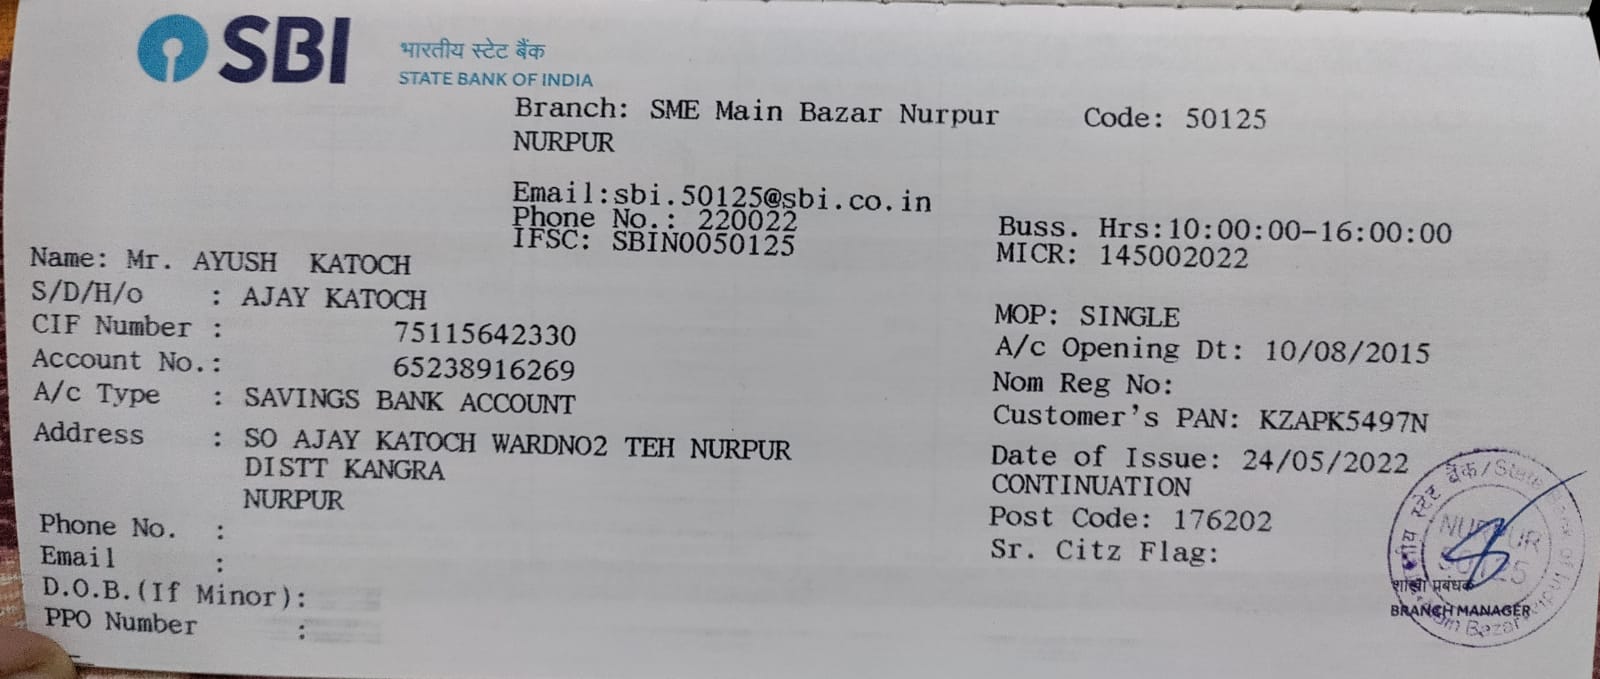 SBI
भारतीय स्टेट बैंक
STATE BANK OF INDIA
Branch: SME Main Bazar Nurpur
Code: 50125
NURPUR
Email:sbi.50125@sbi.co.in
Phone No.: 220022
Buss. Hrs:10:00:00-16:00:00
IFSC: SBIN0050125
MICR: 145002022
Name: Mr. AYUSH KATOCH
S/D/H/o : AJAY KATOCH
MOP: SINGLE
CIF Number : 75115642330
A/c Opening Dt: 10/08/2015
Account No.: 65238916269
Nom Reg No:
A/c Type : SAVINGS BANK ACCOUNT
Customer's PAN: KZAPK5497N
Address : SO AJAY KATOCH WARDNO2 TEH NURPUR
Date of Issue: 24/05/2022
DISTT KANGRA
CONTINUATION
NURPUR
Post Code: 176202
Phone No. :
Sr. Citz Flag:
Email :
D.O.B.(If Minor):
PPO Number :
स्टेट बैंक/State
NURPUR
50125
शाखा प्रबंधक
BRANCH MANAGER
Main Bazar